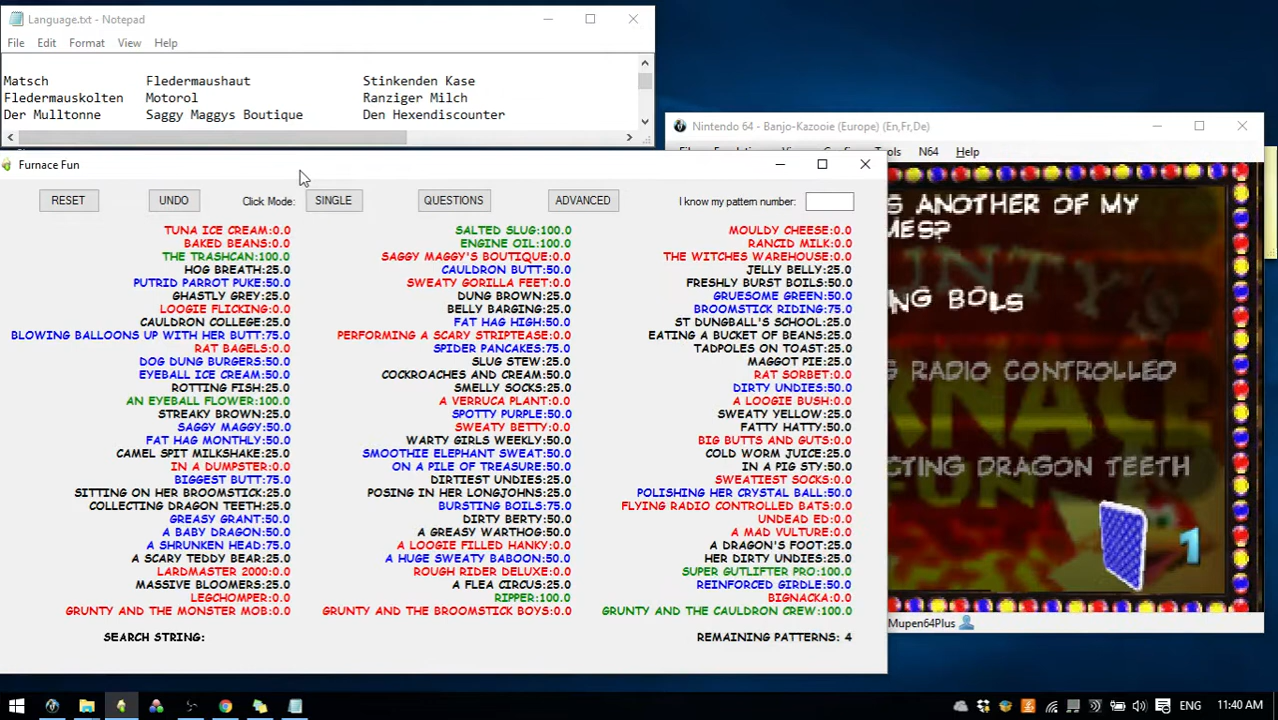 Language.txt - Notepad
File Edit Format View Help
Matsch Fledermaushaut Stinkenden Kase
Fledermauskolten Motorol Ranziger Milch
Der Mulltonne Saggy Maggys Boutique Den Hexendiscounter
Nintendo 64 - Banjo-Kazooie (Europe) (En,Fr,De)
N64 Help
Furnace Fun
RESET UNDO Click Mode: SINGLE QUESTIONS ADVANCED I know my pattern number:
TUNA ICE CREAM:0.0 SALTED SLUG:100.0 MOULDY CHEESE:0.0
BAKED BEANS:0.0 ENGINE OIL:100.0 RANCID MILK:0.0
THE TRASHCAN:100.0 SAGGY MAGGY'S BOUTIQUE:0.0 THE WITCHES WAREHOUSE:0.0
HOG BREATH:25.0 CAULDRON BUTT:50.0 JELLY BELLY:25.0
PUTRID PARROT PUKE:50.0 SWEATY GORILLA FEET:0.0 FRESHLY BURST BOILS:50.0
GHASTLY GREY:25.0 DUNG BROWN:25.0 GRUESOME GREEN:50.0
LOOGIE FLICKING:0.0 BELLY BARGING:25.0 BROOMSTICK RIDING:75.0
CAULDRON COLLEGE:25.0 FAT HAG HIGH:50.0 ST DUNGBALL'S SCHOOL:25.0
BLOWING BALLOONS UP WITH HER BUTT:75.0 PERFORMING A SCARY STRIPTEASE:0.0 EATING A BUCKET OF BEANS:25.0
RAT BAGELS:0.0 SPIDER PANCAKES:75.0 TADPOLES ON TOAST:25.0
DOG DUNG BURGERS:50.0 SLUG STEW:25.0 MAGGOT PIE:25.0
EYEBALL ICE CREAM:50.0 COCKROACHES AND CREAM:50.0 RAT SORBET:0.0
ROTTING FISH:25.0 SMELLY SOCKS:25.0 DIRTY UNDIES:50.0
AN EYEBALL FLOWER:100.0 A VERRUCA PLANT:0.0 A LOOGIE BUSH:0.0
STREAKY BROWN:25.0 SPOTTY PURPLE:50.0 SWEATY YELLOW:25.0
SAGGY MAGGY:50.0 SWEATY BETTY:0.0 FATTY HATTY:50.0
FAT HAG MONTHLY:50.0 WARTY GIRLS WEEKLY:50.0 BIG BUTTS AND GUTS:0.0
CAMEL SPIT MILKSHAKE:25.0 SMOOTHIE ELEPHANT SWEAT:50.0 COLD WORM JUICE:25.0
IN A DUMPSTER:0.0 ON A PILE OF TREASURE:50.0 IN A PIG STY:50.0
BIGGEST BUTT:75.0 DIRTIEST UNDIES:25.0 SWEATIEST SOCKS:0.0
SITTING ON HER BROOMSTICK:25.0 POSING IN HER LONGJOHNS:25.0 POLISHING HER CRYSTAL BALL:50.0
COLLECTING DRAGON TEETH:25.0 BURSTING BOILS:75.0 FLYING RADIO CONTROLLED BATS:0.0
GREASY GRANT:50.0 DIRTY BERTY:50.0 UNDEAD ED:0.0
A BABY DRAGON:50.0 A GREASY WARTHOG:50.0 A MAD VULTURE:0.0
A SHRUNKEN HEAD:75.0 A LOOGIE FILLED HANKY:0.0 A DRAGON'S FOOT:25.0
A SCARY TEDDY BEAR:25.0 A HUGE SWEATY BABOON:50.0 HER DIRTY UNDIES:25.0
LARDMASTER 2000:0.0 ROUGH RIDER DELUXE:0.0 SUPER GUTLIFTER PRO:100.0
MASSIVE BLOOMERS:25.0 A FLEA CIRCUS:25.0 REINFORCED GIRDLE:50.0
LEGCHOMPER:0.0 RIPPER:100.0 BIGNACKA:0.0
GRUNTY AND THE MONSTER MOB:0.0 GRUNTY AND THE BROOMSTICK BOYS:0.0 GRUNTY AND THE CAULDRON CREW:100.0
SEARCH STRING: REMAINING PATTERNS: 4
S ANOTHER OF MY
MES?
NG BOLS
RADIO CONTROLLED
CTING DRAGON TEETH
1
Mupen64Plus
ENG 11:40 AM